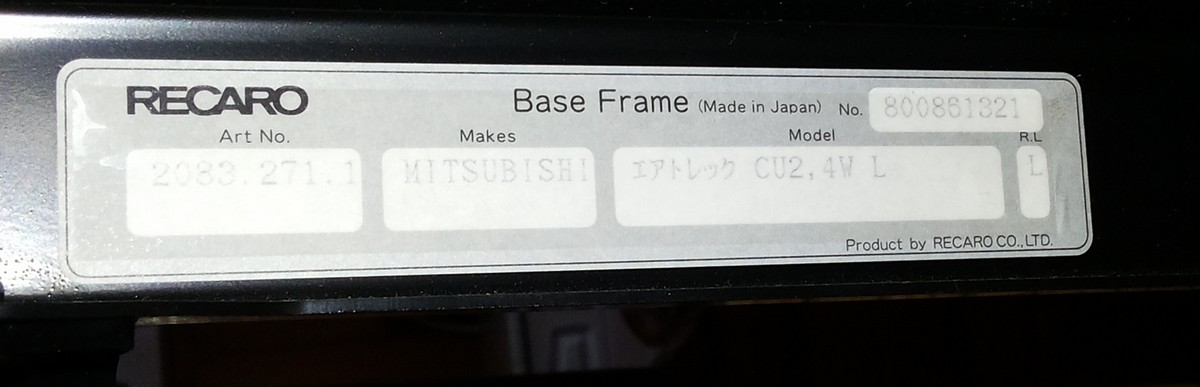 RECARO
Base Frame (Made in Japan) No. 800861321
Art No. Makes Model R.L
2083.271.1 MITSUBISHI エアトレック CU2,4W L L
Product by RECARO CO.,LTD.